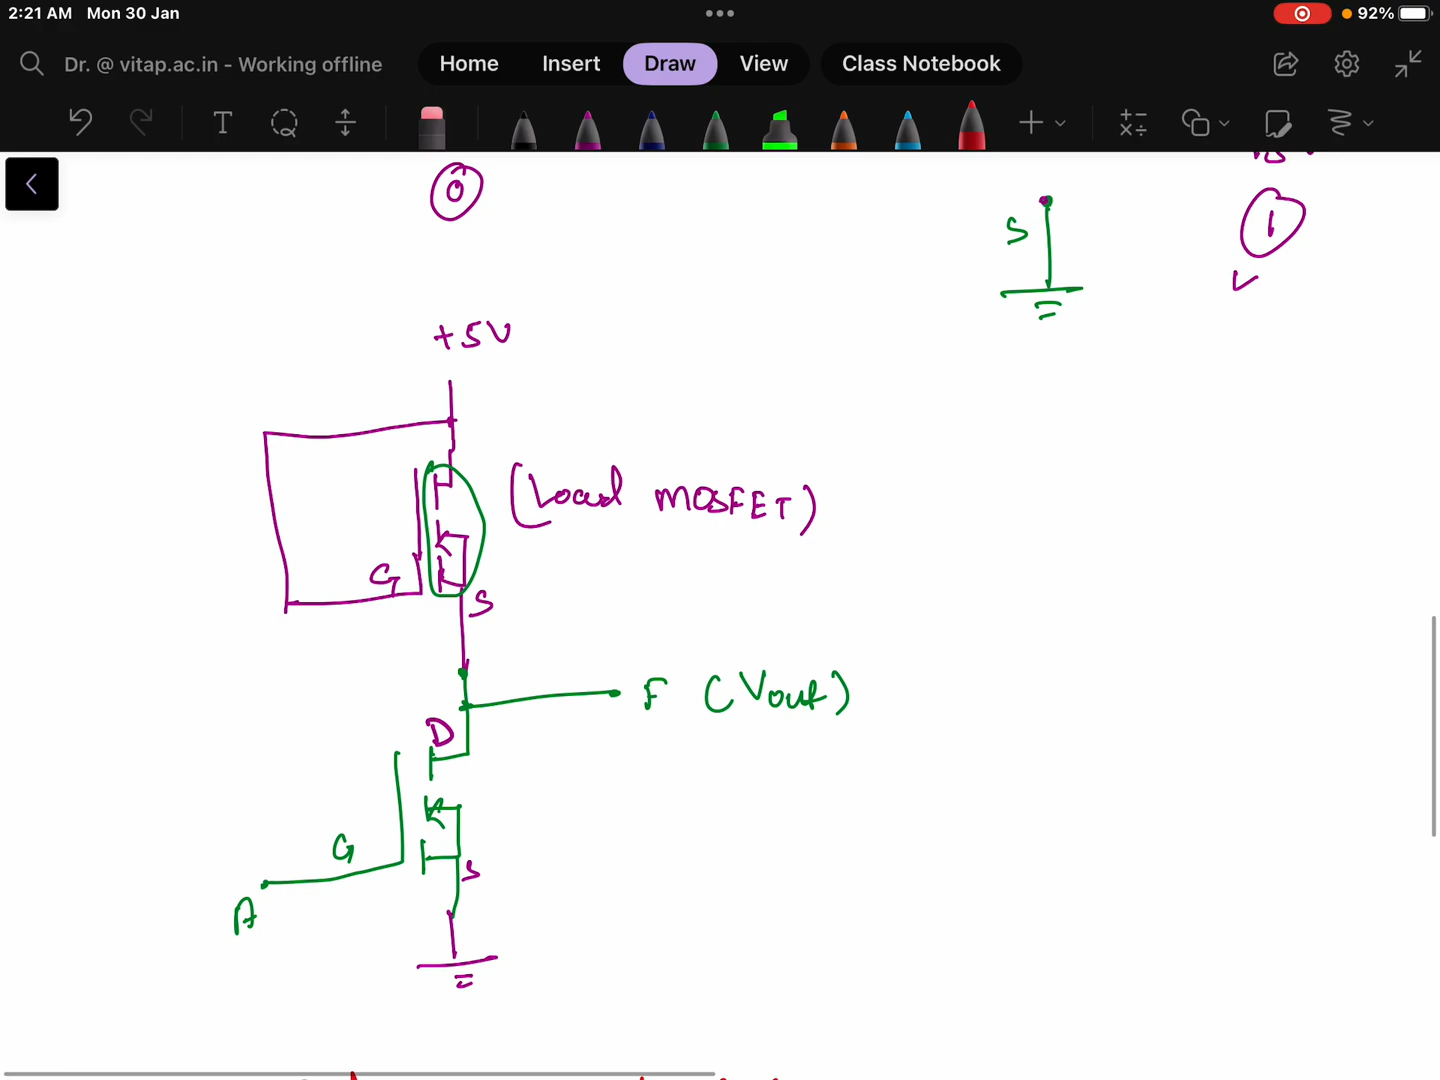 2:21 AM Mon 30 Jan
92%
Dr. @ vitap.ac.in - Working offline
Home Insert Draw View Class Notebook
T
0
S
1
+5V
(Load MOSFET)
G
S
F (Vout)
D
G
S
A